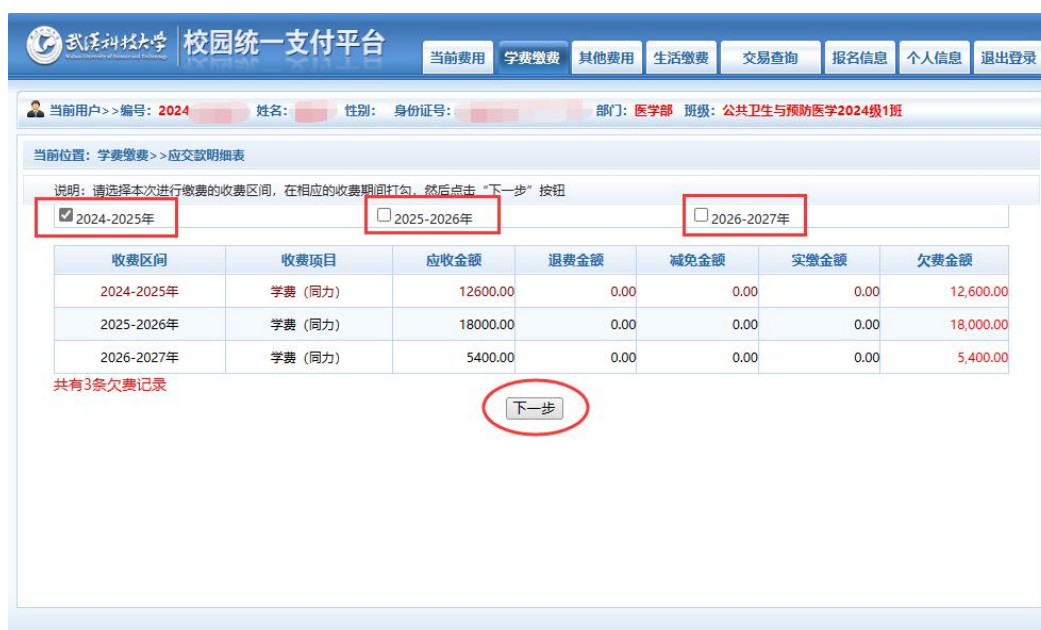 武汉科技大学 校园统一支付平台
Wuhan University of Science and Technology
当前费用 学费缴费 其他费用 生活缴费 交易查询 报名信息 个人信息 退出登录
当前用户>>编号：2024 姓名： 性别： 身份证号： 部门：医学部 班级：公共卫生与预防医学2024级1班
当前位置：学费缴费>>应交款明细表
说明：请选择本次进行缴费的收费区间，在相应的收费期间打勾，然后点击“下一步”按钮
2024-2025年 2025-2026年 2026-2027年
收费区间 收费项目 应收金额 退费金额 减免金额 实缴金额 欠费金额
2024-2025年 学费（同力） 12600.00 0.00 0.00 0.00 12,600.00
2025-2026年 学费（同力） 18000.00 0.00 0.00 0.00 18,000.00
2026-2027年 学费（同力） 5400.00 0.00 0.00 0.00 5,400.00
共有3条欠费记录
下一步